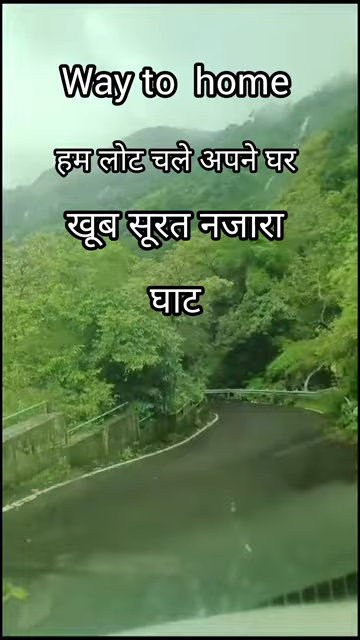 Way to home
हम लोट चले अपने घर
खूब सूरत नजारा
घाट